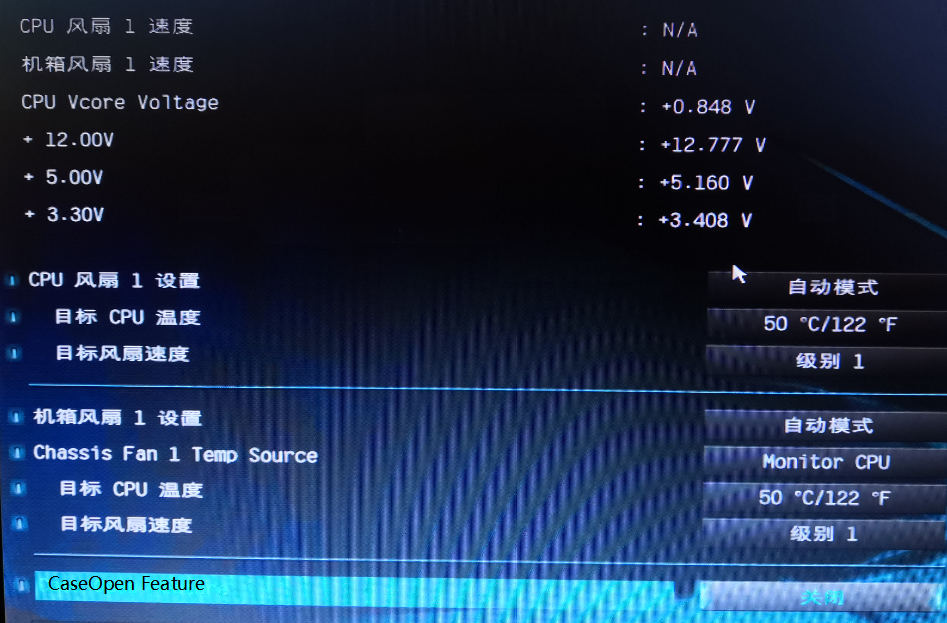 CPU 风扇 1 速度 : N/A
机箱风扇 1 速度 : N/A
CPU Vcore Voltage : +0.848 V
+ 12.00V : +12.777 V
+ 5.00V : +5.160 V
+ 3.30V : +3.408 V
CPU 风扇 1 设置 自动模式
目标 CPU 温度 50 °C/122 °F
目标风扇速度 级别 1
机箱风扇 1 设置 自动模式
Chassis Fan 1 Temp Source Monitor CPU
目标 CPU 温度 50 °C/122 °F
目标风扇速度 级别 1
CaseOpen Feature 关闭